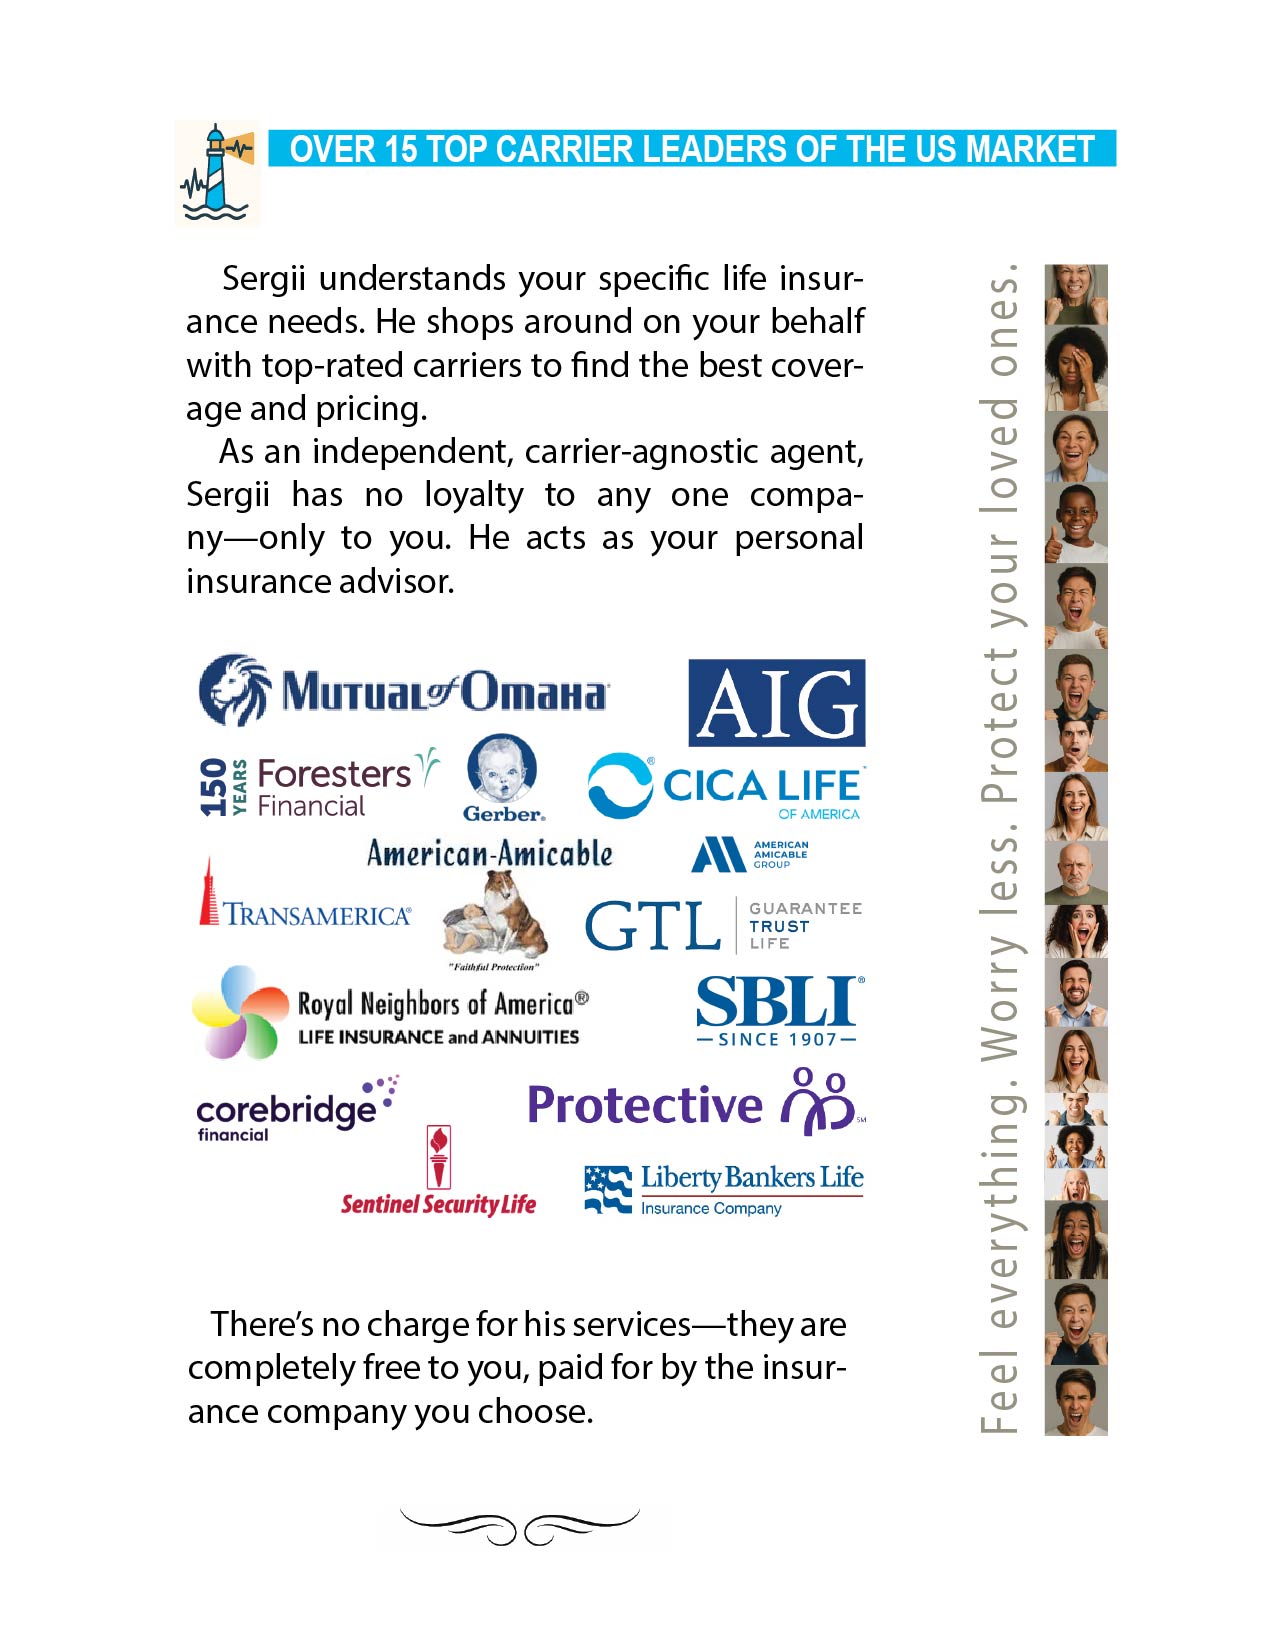 OVER 15 TOP CARRIER LEADERS OF THE US MARKET
Sergii understands your specific life insur-
ance needs. He shops around on your behalf
with top-rated carriers to find the best cover-
age and pricing.
As an independent, carrier-agnostic agent,
Sergii has no loyalty to any one compa-
ny—only to you. He acts as your personal
insurance advisor.
MUTUAL of OMAHA
AIG
150 YEARS
Foresters
Financial
Gerber®
CICA LIFE™
OF AMERICA
®
American-Amicable
AMERICAN
AMICABLE
GROUP
TRANSAMERICA®
"Faithful Protection"
GTL
GUARANTEE
TRUST
LIFE
Royal Neighbors of America®
LIFE INSURANCE and ANNUITIES
SBLI®
SINCE 1907
corebridge
financial
Protective SM
Sentinel Security Life
Liberty Bankers Life
Insurance Company
There's no charge for his services—they are
completely free to you, paid for by the insur-
ance company you choose.
Feel everything. Worry less. Protect your loved ones.